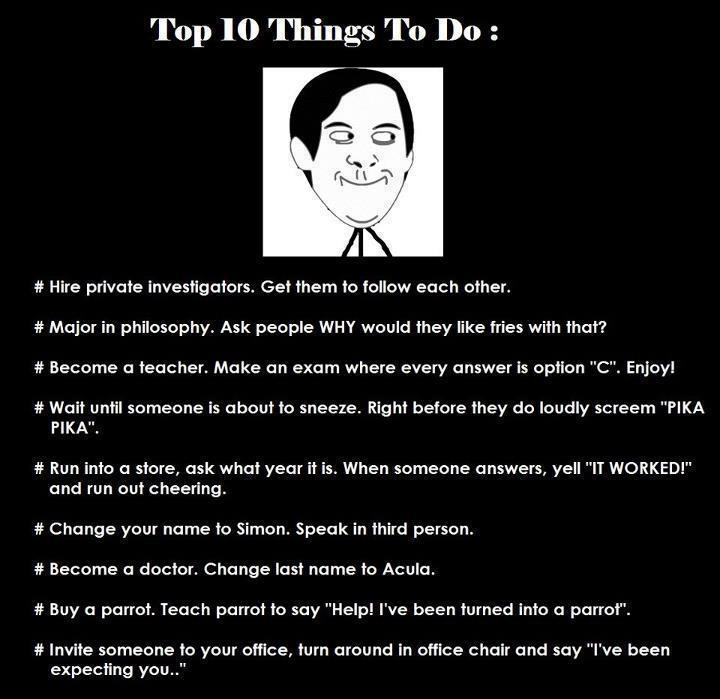 Top 10 Things To Do :
# Hire private investigators. Get them to follow each other.
# Major in philosophy. Ask people WHY would they like fries with that?
# Become a teacher. Make an exam where every answer is option "C". Enjoy!
# Wait until someone is about to sneeze. Right before they do loudly screem "PIKA
PIKA".
# Run into a store, ask what year it is. When someone answers, yell "IT WORKED!"
and run out cheering.
# Change your name to Simon. Speak in third person.
# Become a doctor. Change last name to Acula.
# Buy a parrot. Teach parrot to say "Help! I've been turned into a parrot".
# Invite someone to your office, turn around in office chair and say "I've been
expecting you.."